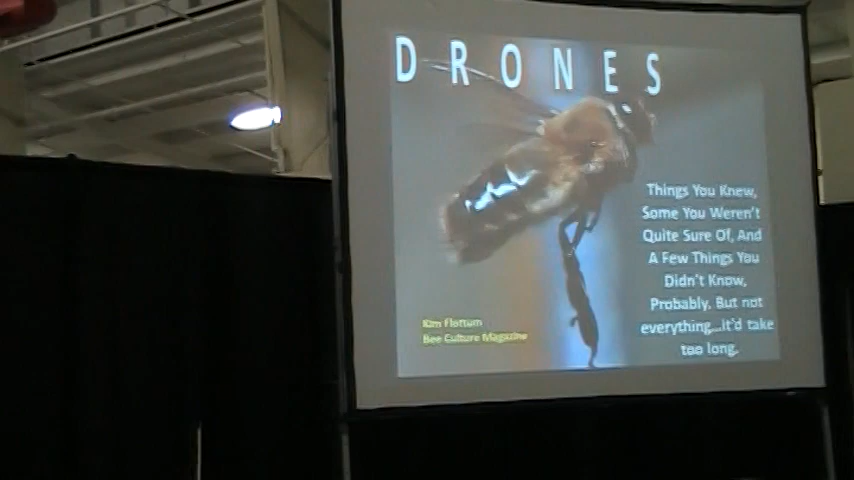 DRONES
Things You Knew,
Some You Weren't
Quite Sure Of, And
A Few Things You
Didn't Know,
Probably. But not
everything...it'd take
too long.
Kim Flottum
Bee Culture Magazine